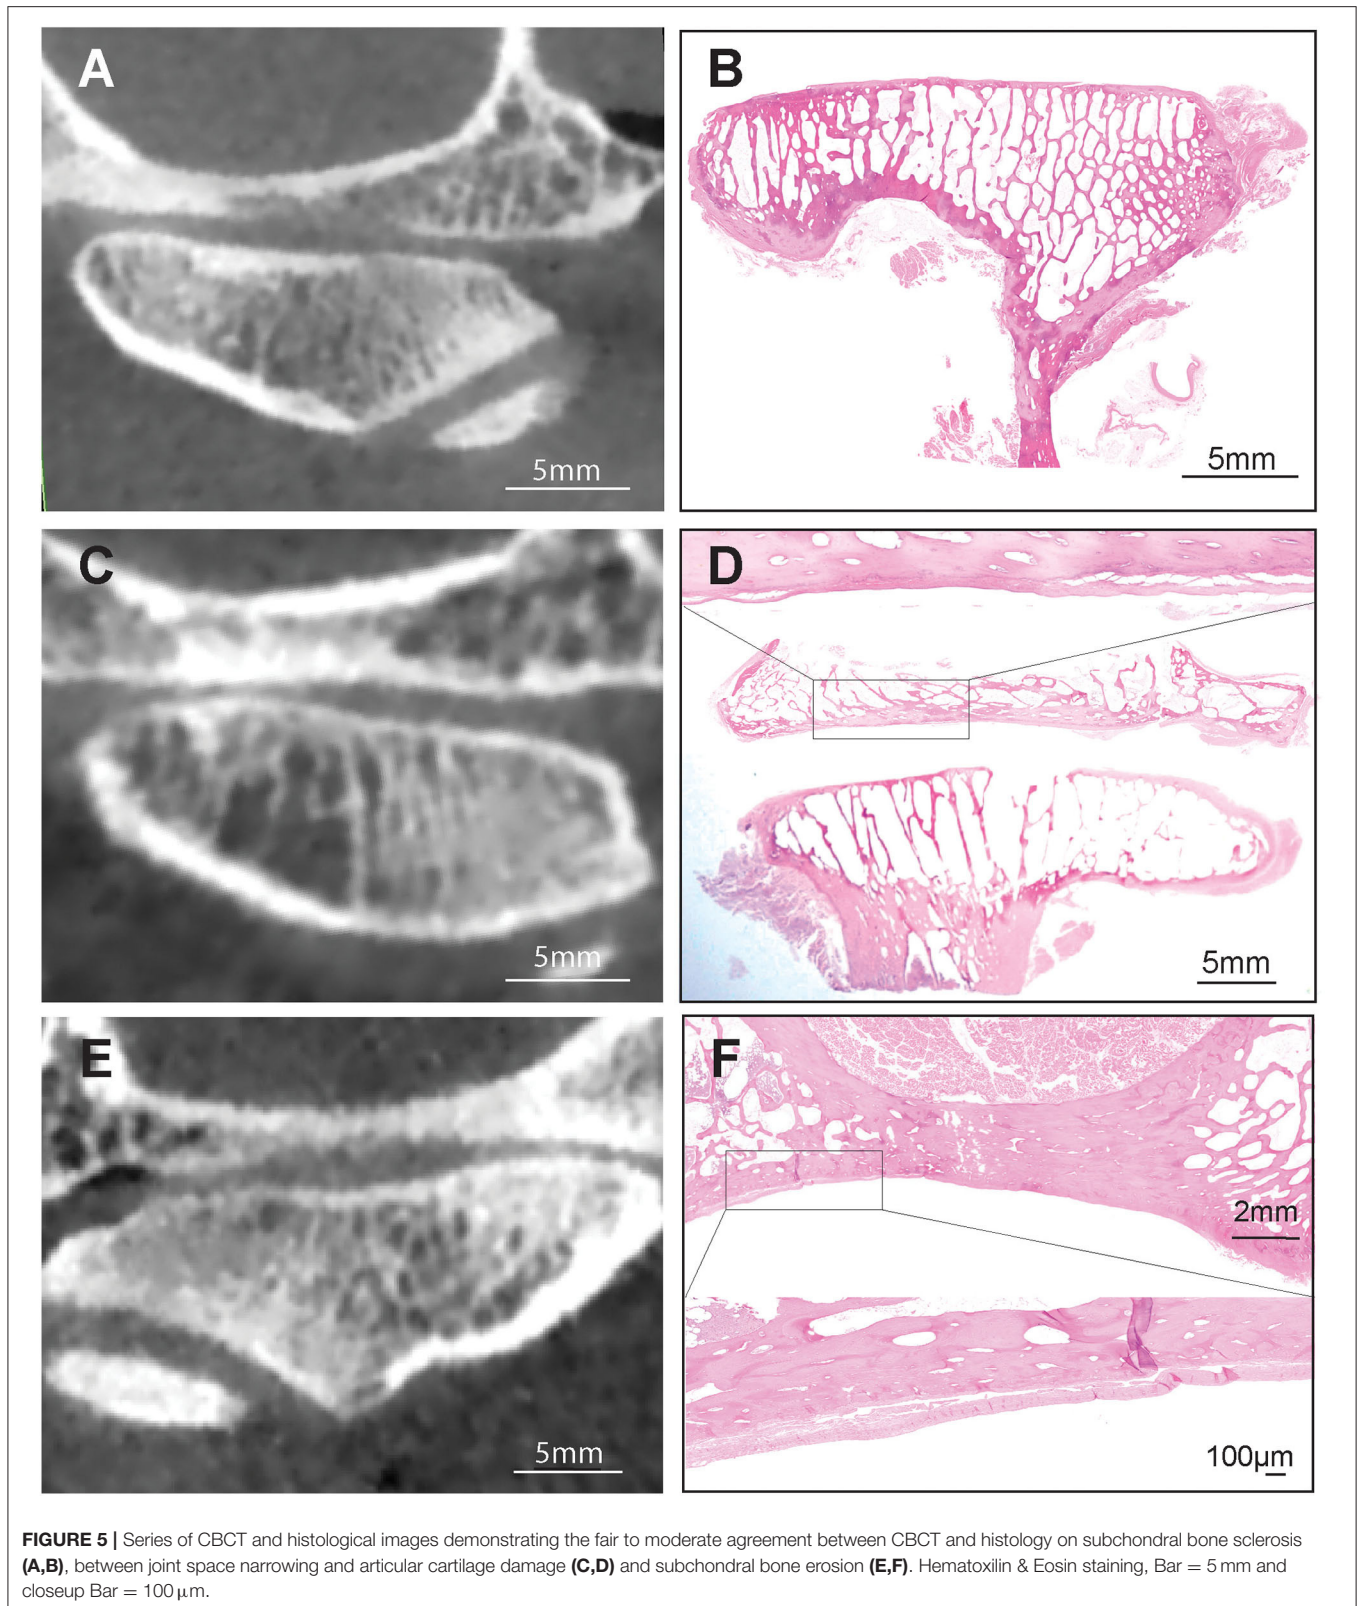 A
B
5mm
5mm
C
D
5mm
5mm
E
F
2mm
5mm
100µm
FIGURE 5 | Series of CBCT and histological images demonstrating the fair to moderate agreement between CBCT and histology on subchondral bone sclerosis
(A,B), between joint space narrowing and articular cartilage damage (C,D) and subchondral bone erosion (E,F). Hematoxilin & Eosin staining, Bar = 5 mm and
closeup Bar = 100 µm.